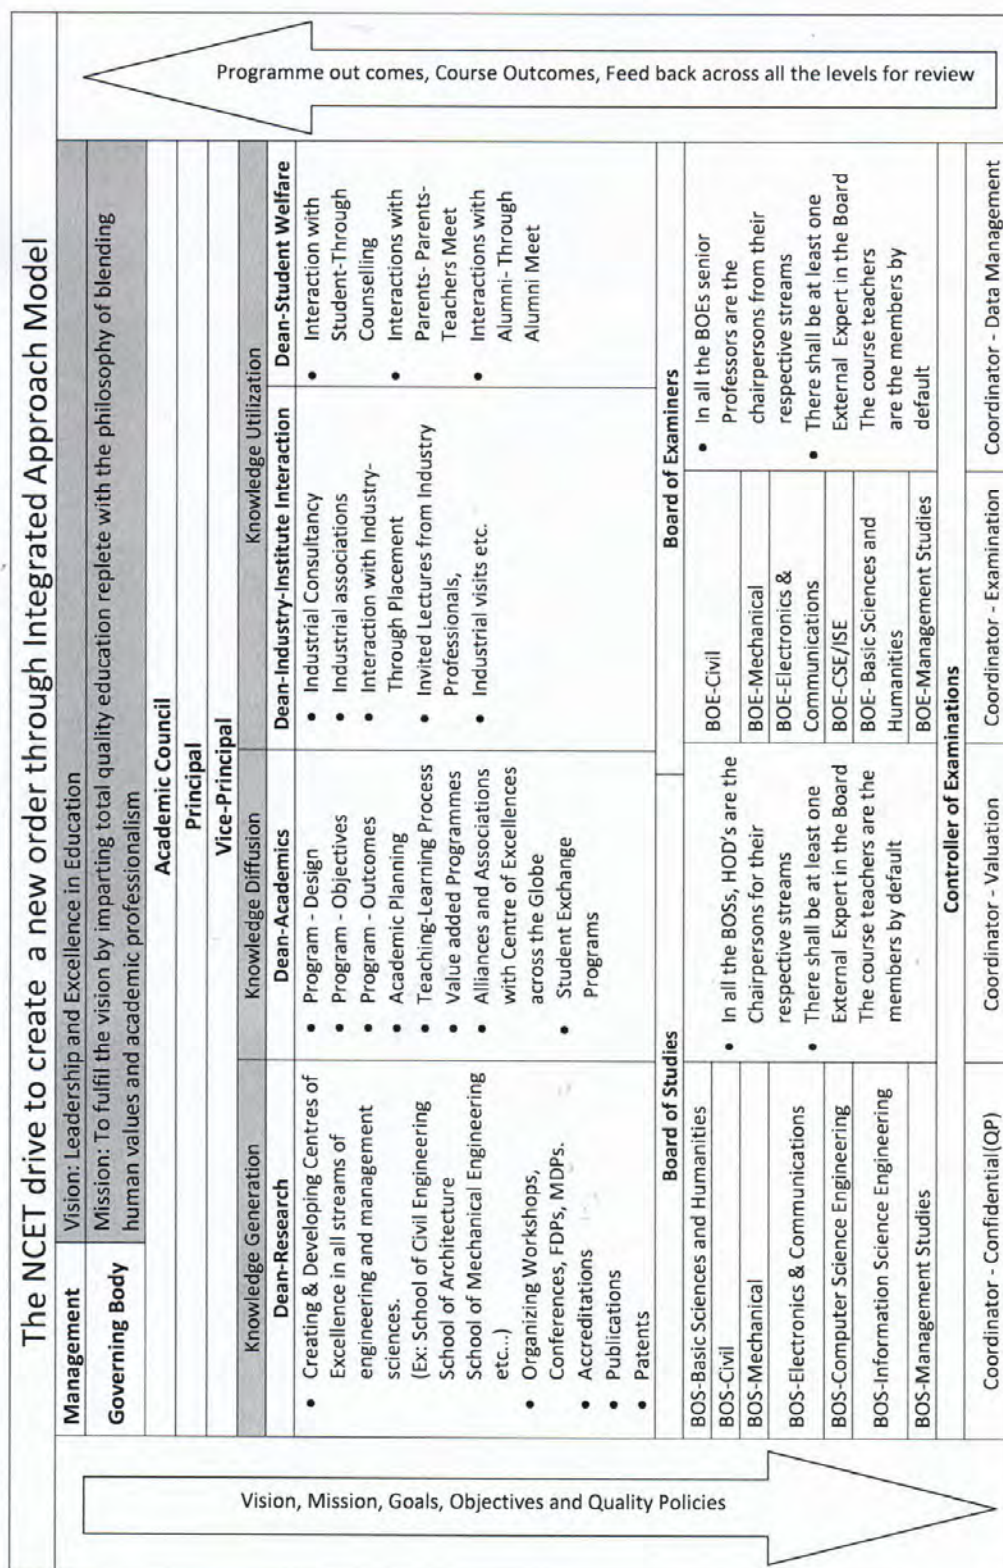 The NCET drive to create a new order through Integrated Approach Model
Management
Vision: Leadership and Excellence in Education
Governing Body
Mission: To fulfil the vision by imparting total quality education replete with the philosophy of blending
human values and academic professionalism
Academic Council
Principal
Vice-Principal
Knowledge Generation
Knowledge Diffusion
Knowledge Utilization
Dean-Research
Dean-Academics
Dean-Industry-Institute Interaction
Dean-Student Welfare
• Creating & Developing Centres of
Excellence in all streams of
engineering and management
sciences.
(Ex: School of Civil Engineering
School of Architecture
School of Mechanical Engineering
etc...)
• Organizing Workshops,
Conferences, FDPs, MDPs.
• Accreditations
• Publications
• Patents
• Program - Design
• Program - Objectives
• Program - Outcomes
• Academic Planning
• Teaching-Learning Process
• Value added Programmes
• Alliances and Associations
with Centre of Excellences
across the Globe
• Student Exchange
Programs
• Industrial Consultancy
• Industrial associations
• Interaction with Industry-
Through Placement
• Invited Lectures from Industry
Professionals,
• Industrial visits etc.
• Interaction with
Student-Through
Counselling
• Interactions with
Parents- Parents-
Teachers Meet
• Interactions with
Alumni- Through
Alumni Meet
Board of Studies
Board of Examiners
BOS-Basic Sciences and Humanities
BOS-Civil
BOS-Mechanical
BOS-Electronics & Communications
BOS-Computer Science Engineering
BOS-Information Science Engineering
BOS-Management Studies
• In all the BOSs, HOD's are the
Chairpersons for their
respective streams
• There shall be at least one
External Expert in the Board
The course teachers are the
members by default
BOE-Civil
BOE-Mechanical
BOE-Electronics &
Communications
BOE-CSE/ISE
BOE- Basic Sciences and
Humanities
BOE-Management Studies
• In all the BOEs senior
Professors are the
chairpersons from their
respective streams
• There shall be at least one
External Expert in the Board
The course teachers
are the members by
default
Controller of Examinations
Coordinator - Confidential(QP)
Coordinator - Valuation
Coordinator - Examination
Coordinator - Data Management
Vision, Mission, Goals, Objectives and Quality Policies
Programme out comes, Course Outcomes, Feed back across all the levels for review